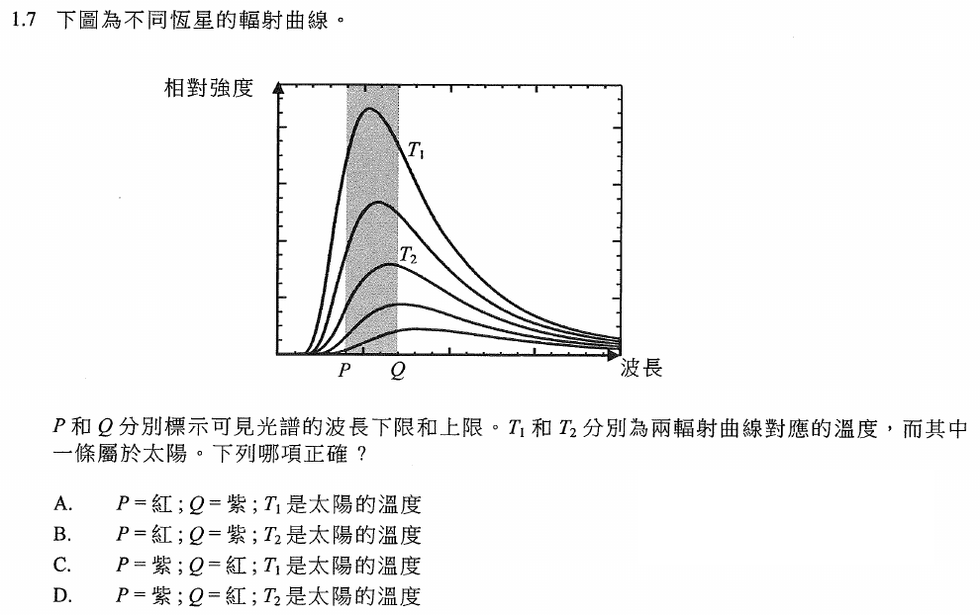 1.7 下圖為不同恆星的輻射曲線。
相對強度
T₁
T₂
P Q 波長
P 和 Q 分別標示可見光譜的波長下限和上限。T₁ 和 T₂ 分別為兩輻射曲線對應的溫度，而其中
一條屬於太陽。下列哪項正確？
A. P = 紅；Q = 紫；T₁ 是太陽的溫度
B. P = 紅；Q = 紫；T₂ 是太陽的溫度
C. P = 紫；Q = 紅；T₁ 是太陽的溫度
D. P = 紫；Q = 紅；T₂ 是太陽的溫度